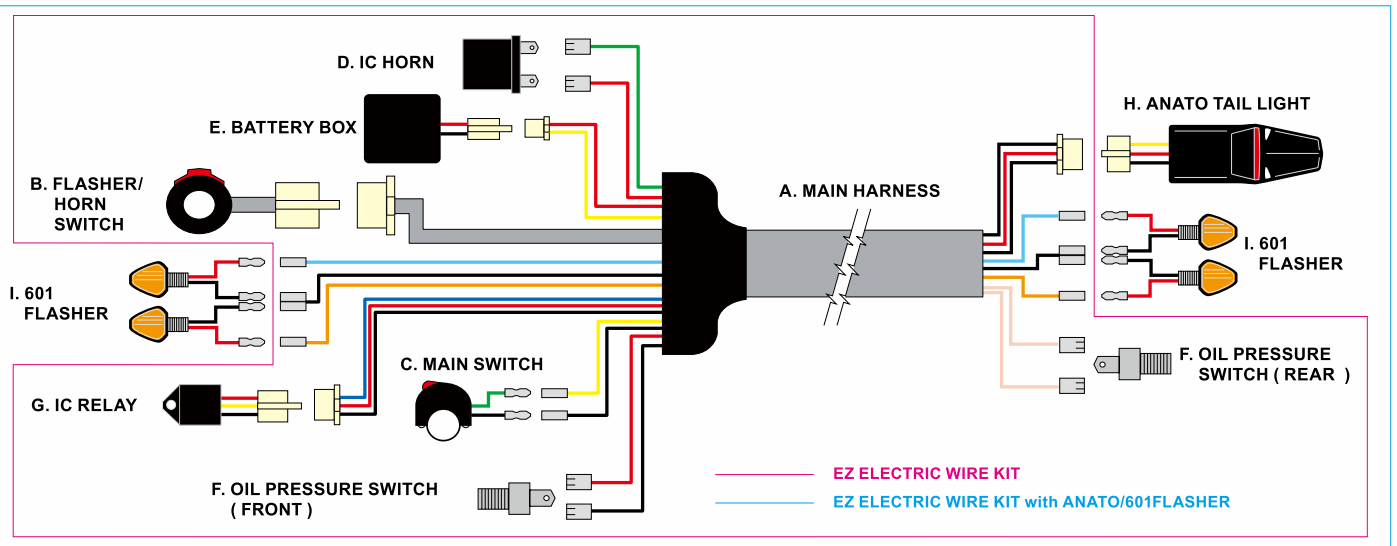 D. IC HORN
E. BATTERY BOX
B. FLASHER/
HORN
SWITCH
A. MAIN HARNESS
H. ANATO TAIL LIGHT
I. 601
FLASHER
I. 601
FLASHER
C. MAIN SWITCH
G. IC RELAY
F. OIL PRESSURE
SWITCH ( REAR )
F. OIL PRESSURE SWITCH
( FRONT )
EZ ELECTRIC WIRE KIT
EZ ELECTRIC WIRE KIT with ANATO/601FLASHER